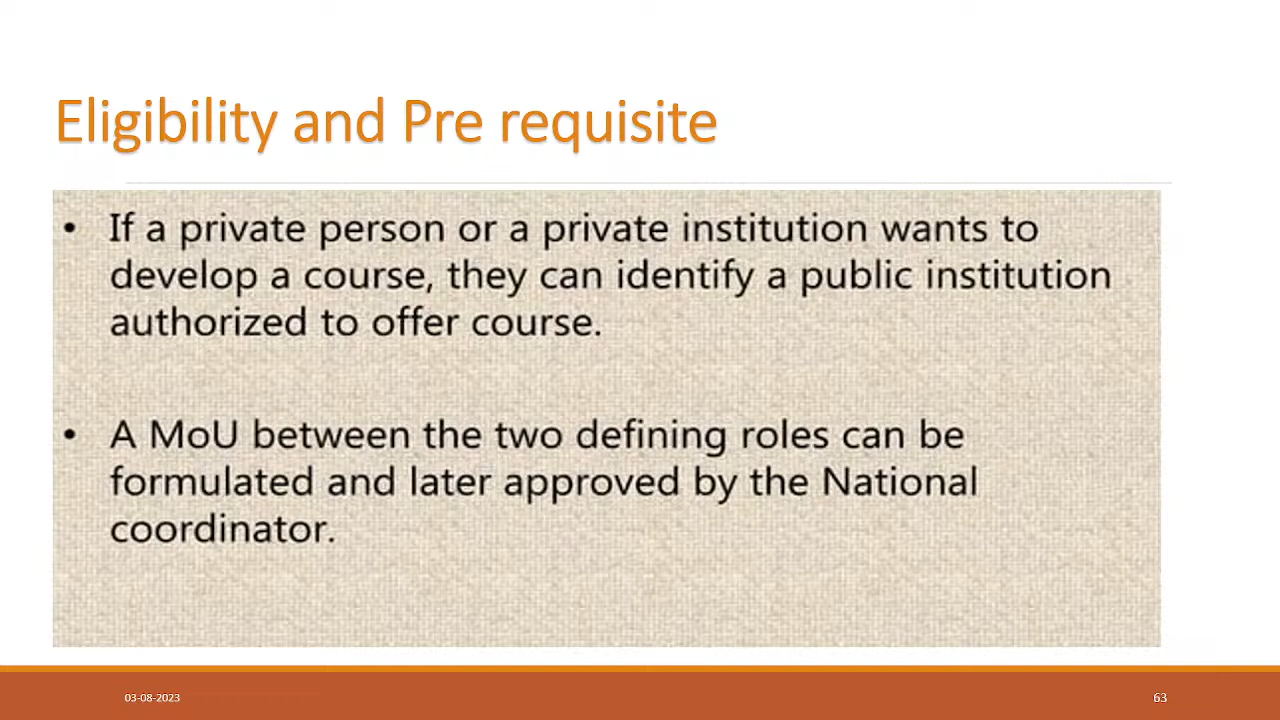 Eligibility and Pre requisite
• If a private person or a private institution wants to
develop a course, they can identify a public institution
authorized to offer course.
• A MoU between the two defining roles can be
formulated and later approved by the National
coordinator.
03-08-2023
63